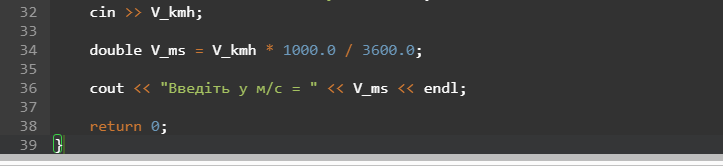 32 cin >> V_kmh;
33
34 double V_ms = V_kmh * 1000.0 / 3600.0;
35
36 cout << "Введіть у м/с = " << V_ms << endl;
37
38 return 0;
39 }